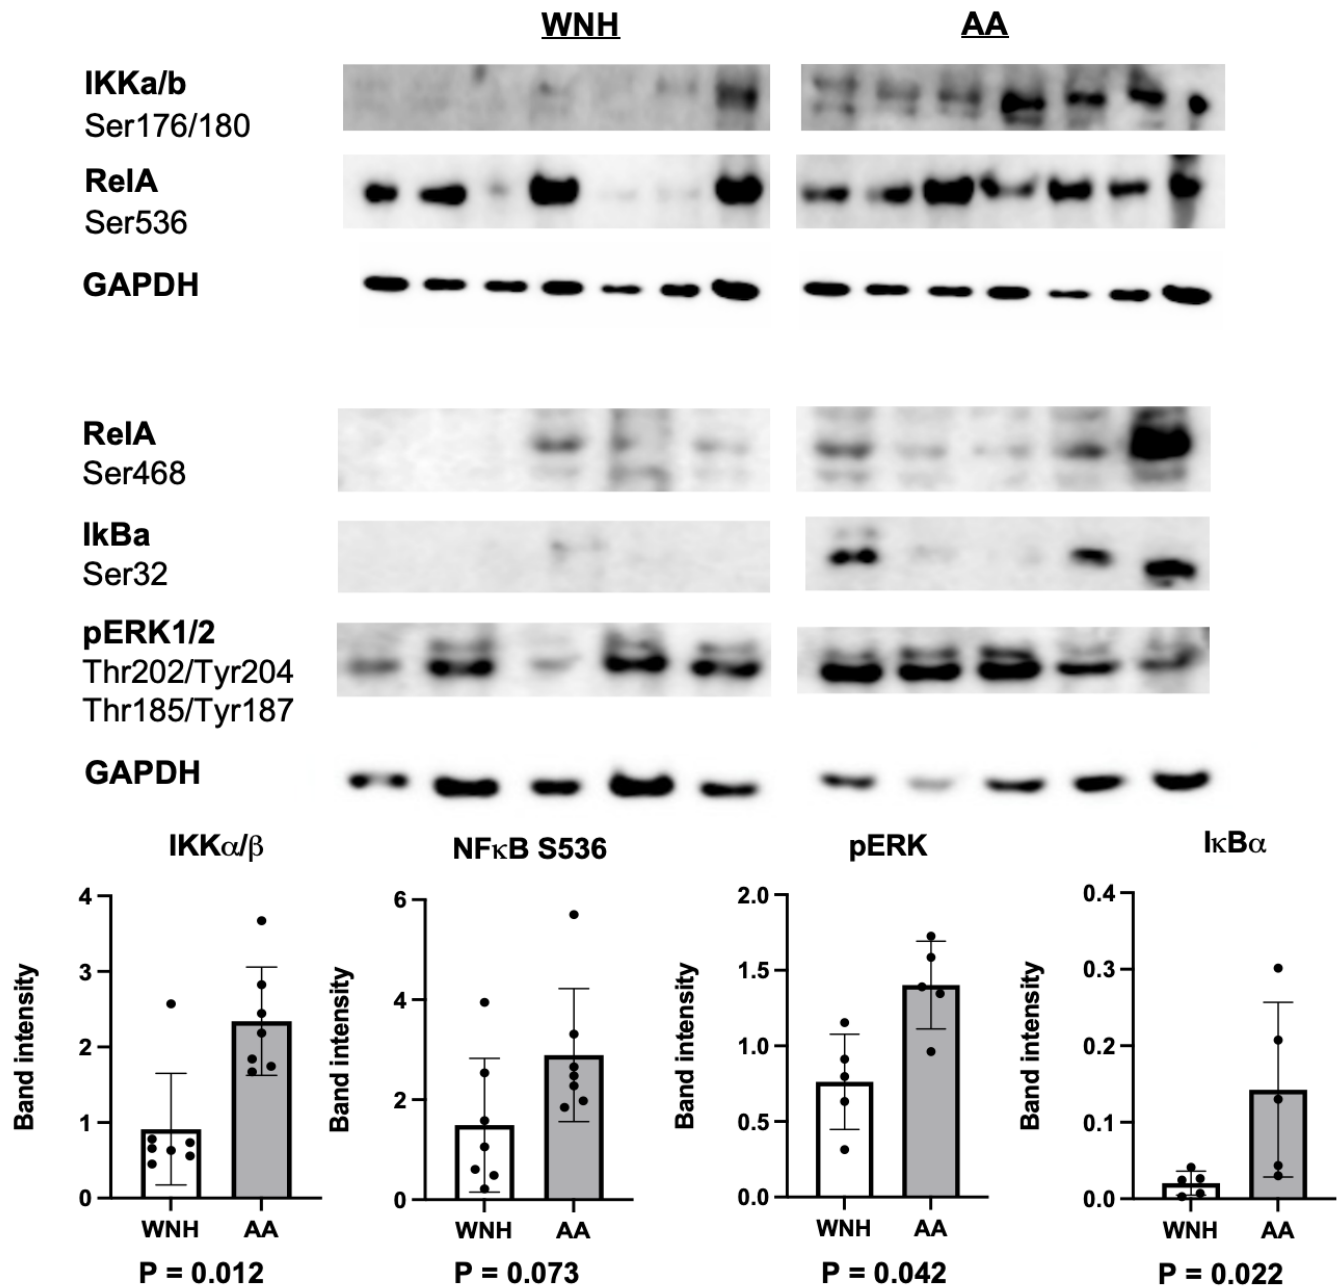 WNH AA
IKKa/b
Ser176/180
RelA
Ser536
GAPDH
RelA
Ser468
IkBa
Ser32
pERK1/2
Thr202/Tyr204
Thr185/Tyr187
GAPDH
IKKα/β
4
3
2
1
0
Band intensity
WNH AA
P = 0.012
NFκB S536
6
4
2
0
Band intensity
WNH AA
P = 0.073
pERK
2.0
1.5
1.0
0.5
0.0
Band intensity
WNH AA
P = 0.042
IκBα
0.4
0.3
0.2
0.1
0.0
Band intensity
WNH AA
P = 0.022